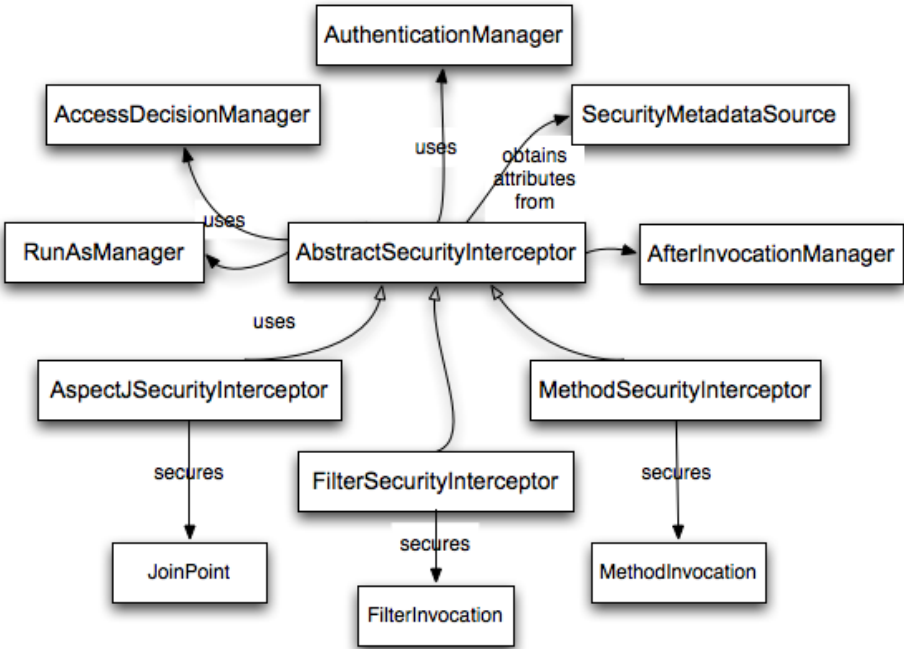 AuthenticationManager
AccessDecisionManager
SecurityMetadataSource
uses
obtains
attributes
from
uses
RunAsManager
AbstractSecurityInterceptor
AfterInvocationManager
uses
AspectJSecurityInterceptor
MethodSecurityInterceptor
secures
FilterSecurityInterceptor
secures
secures
JoinPoint
MethodInvocation
FilterInvocation